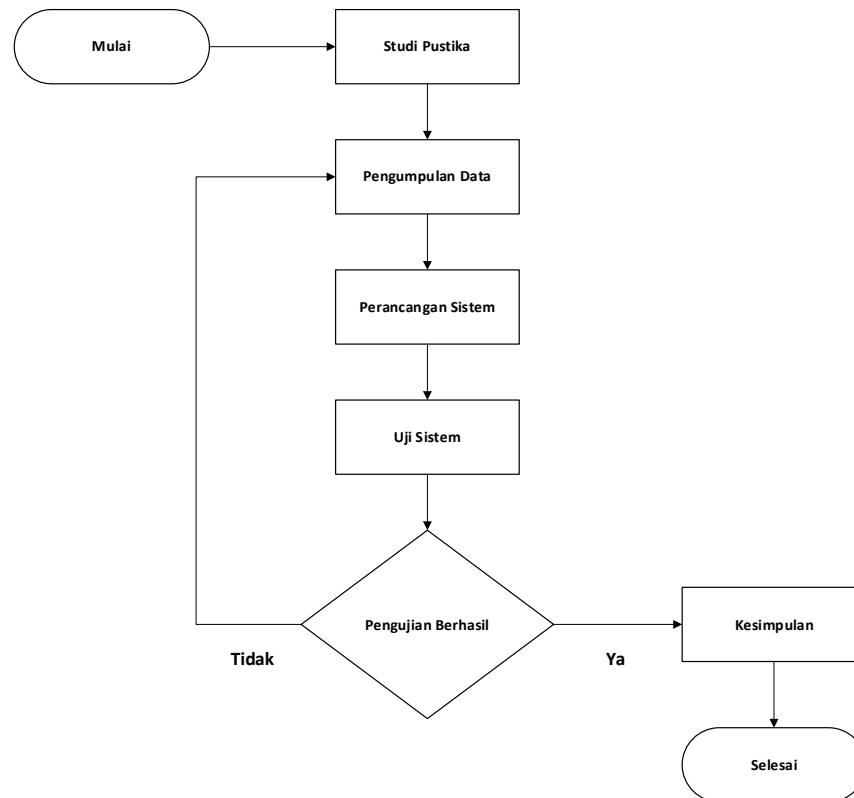 Mulai
Studi Pustika
Pengumpulan Data
Perancangan Sistem
Uji Sistem
Pengujian Berhasil
Tidak
Ya
Kesimpulan
Selesai